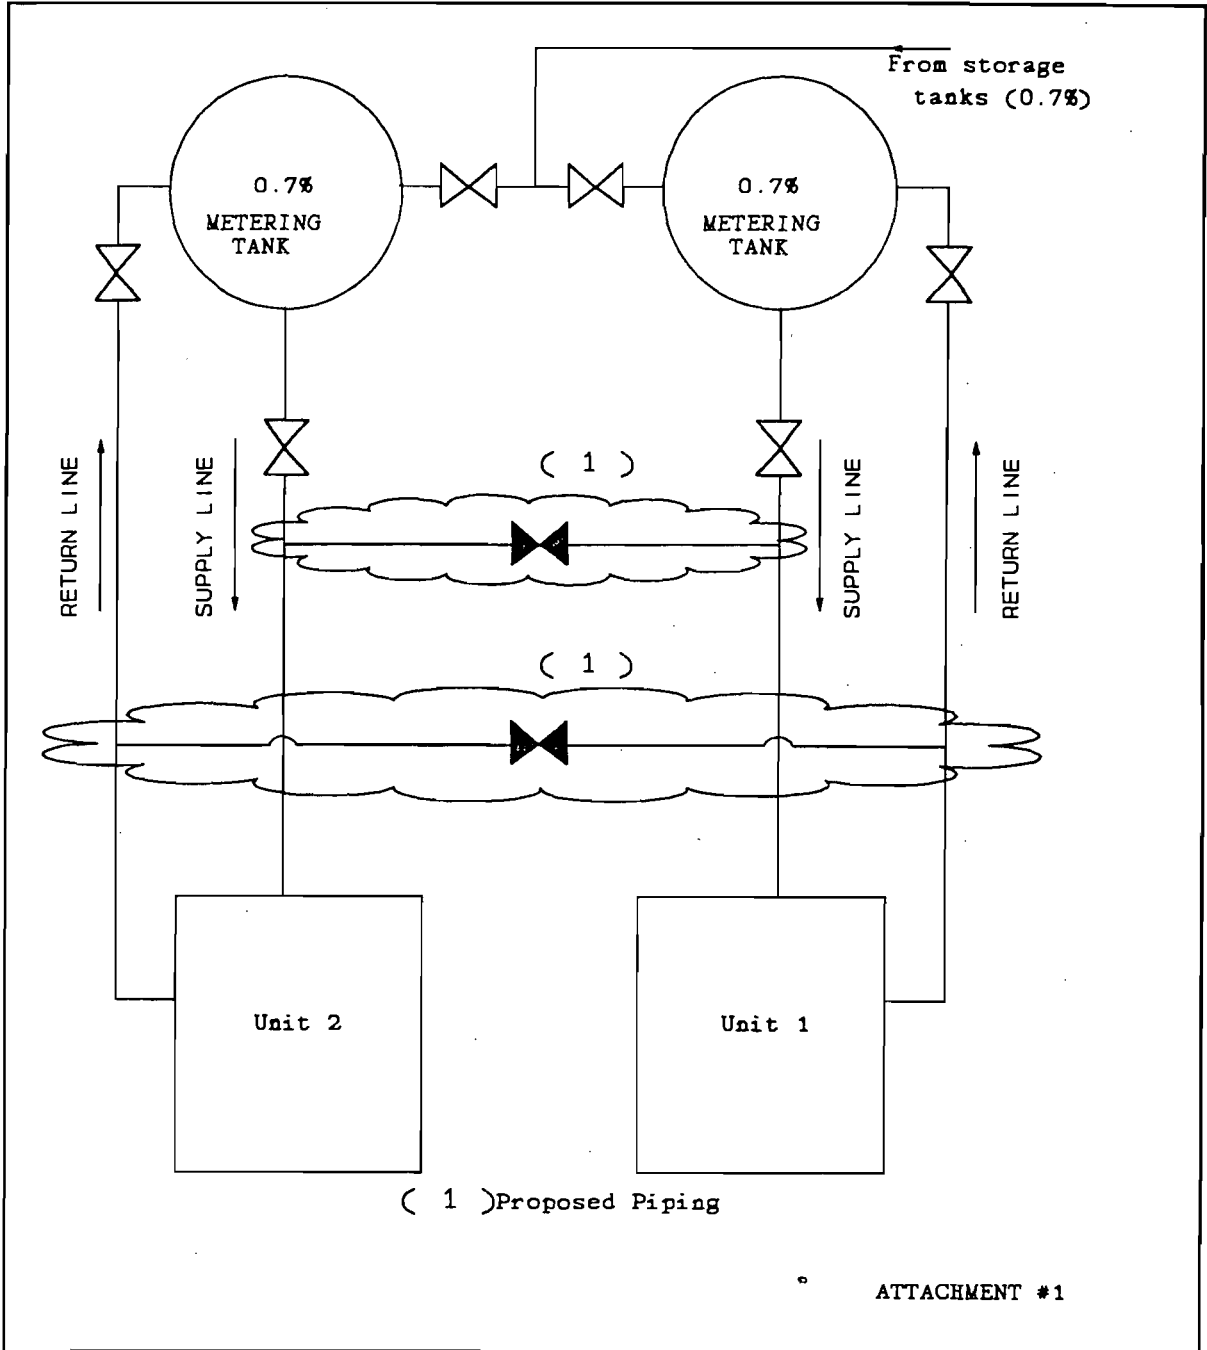 From storage
tanks (0.7%)
0.7%
METERING
TANK
0.7%
METERING
TANK
RETURN LINE
SUPPLY LINE
( 1 )
SUPPLY LINE
RETURN LINE
( 1 )
Unit 2
Unit 1
( 1 )Proposed Piping
ATTACHMENT #1